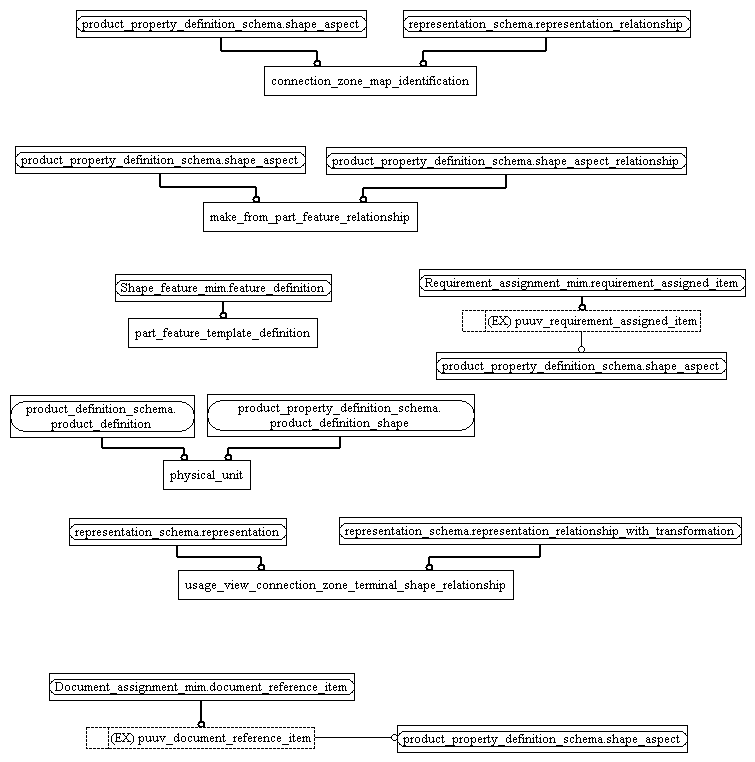 product_property_definition_schema.shape_aspect
representation_schema.representation_relationship
connection_zone_map_identification
product_property_definition_schema.shape_aspect
product_property_definition_schema.shape_aspect_relationship
make_from_part_feature_relationship
Shape_feature_mim.feature_definition
Requirement_assignment_mim.requirement_assigned_item
part_feature_template_definition
(EX) puuv_requirement_assigned_item
product_property_definition_schema.shape_aspect
product_definition_schema.
product_definition
product_property_definition_schema.
product_definition_shape
physical_unit
representation_schema.representation
representation_schema.representation_relationship_with_transformation
usage_view_connection_zone_terminal_shape_relationship
Document_assignment_mim.document_reference_item
(EX) puuv_document_reference_item
product_property_definition_schema.shape_aspect